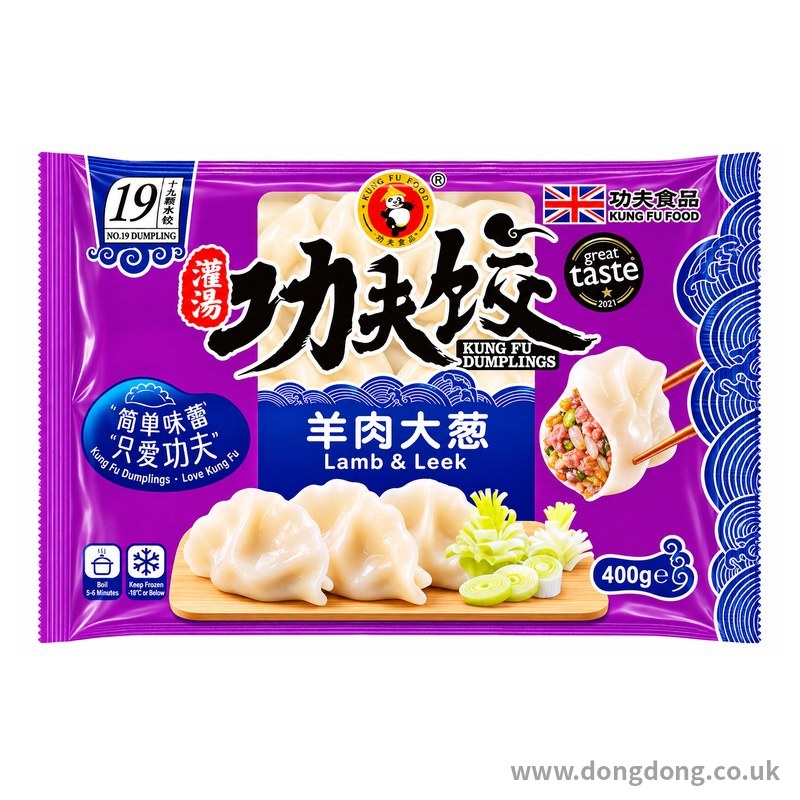 19
十九颗水饺
NO.19 DUMPLING
KUNG FU FOOD
功夫食品
®
功夫食品
KUNG FU FOOD
great
taste
2021
灌湯
功夫饺
KUNG FU
DUMPLINGS
“简单味蕾
“只爱功夫”
Kung Fu Dumplings · Love Kung Fu
羊肉大葱
Lamb & Leek
Boil
5-6 Minutes
Keep Frozen
-18°C or Below
400g e
www.dongdong.co.uk